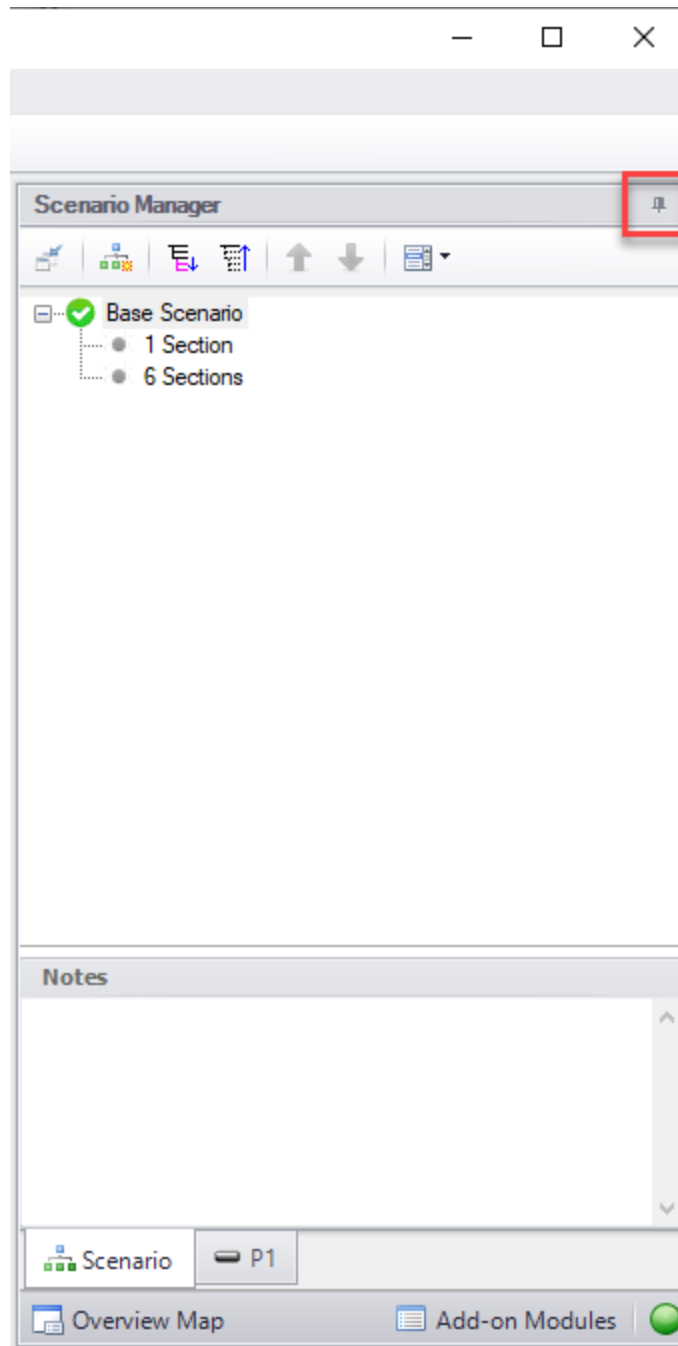 Scenario Manager
Base Scenario
1 Section
6 Sections
Notes
Scenario
P1
Overview Map
Add-on Modules